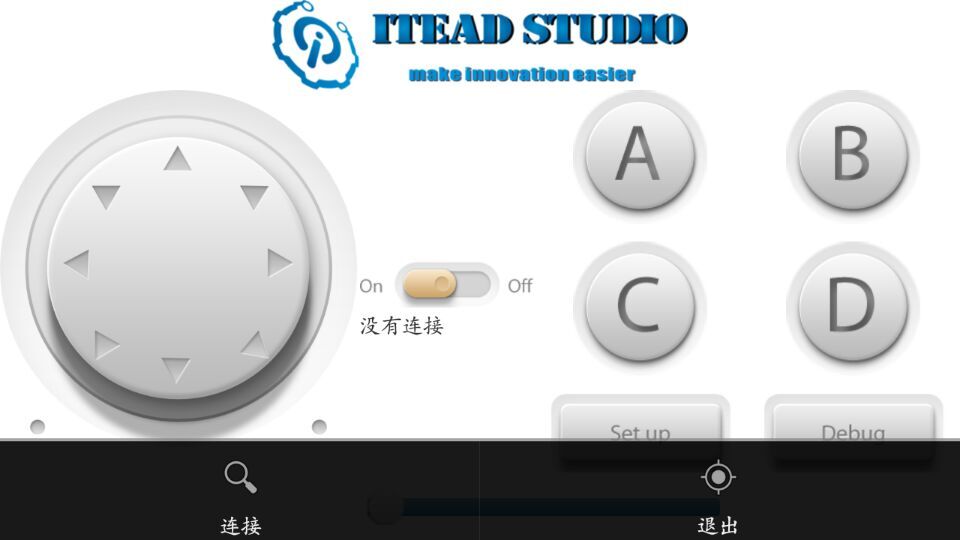 ITEAD STUDIO
make innovation easier
A
B
On
Off
没有连接
C
D
Set up
Debug
连接
退出